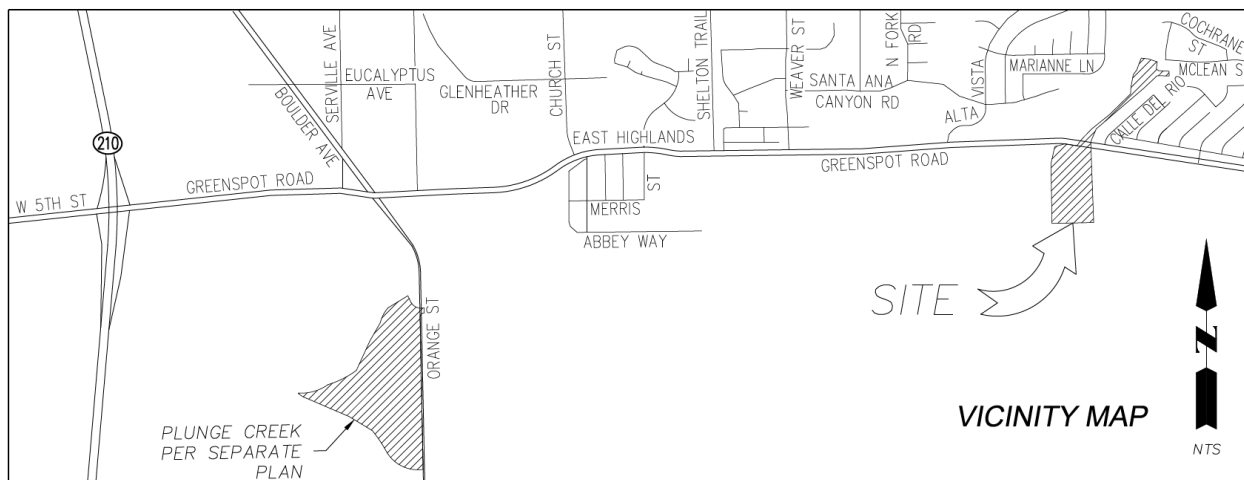 COCHRANE
ST
MCLEAN S
MARIANNE LN
CALLE DEL RIO
VISTA
ALTA
N FORK
RD
SANTA ANA
CANYON RD
WEAVER ST
SHELTON TRAIL
CHURCH ST
GLENHEATHER
DR
EUCALYPTUS
AVE
SERVILLE AVE
BOULDER AVE
210
EAST HIGHLANDS
GREENSPOT ROAD
GREENSPOT ROAD
W 5TH ST
MERRIS
ST
ABBEY WAY
SITE
ORANGE ST
PLUNGE CREEK
PER SEPARATE
PLAN
VICINITY MAP
N
NTS